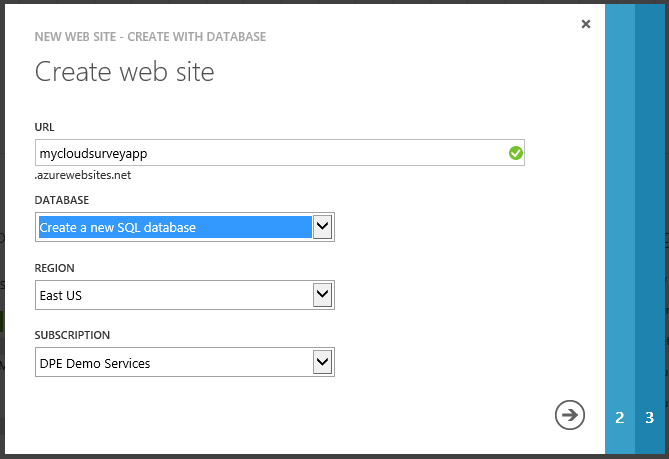 NEW WEB SITE - CREATE WITH DATABASE
Create web site
URL
mycloudsurveyapp
.azurewebsites.net
DATABASE
Create a new SQL database
REGION
East US
SUBSCRIPTION
DPE Demo Services
2 3